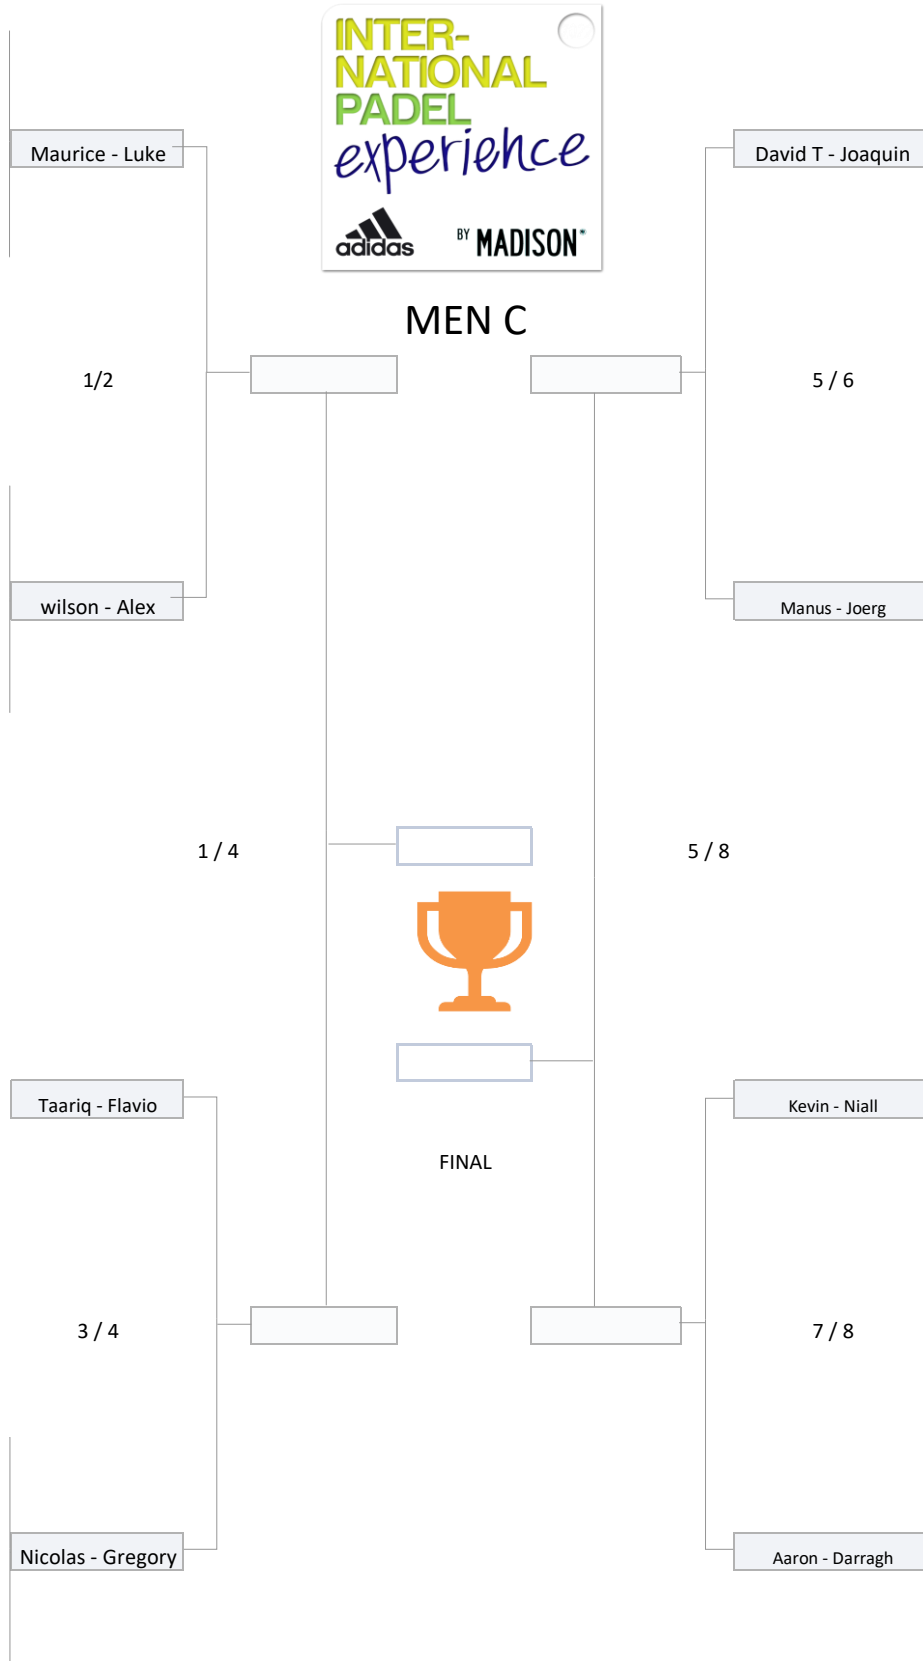 INTER-
NATIONAL
PADEL
experience
adidas
BY MADISON*
MEN C
Maurice - Luke
David T - Joaquin
1/2
5 / 6
wilson - Alex
Manus - Joerg
1 / 4
5 / 8
Taariq - Flavio
Kevin - Niall
FINAL
3 / 4
7 / 8
Nicolas - Gregory
Aaron - Darragh